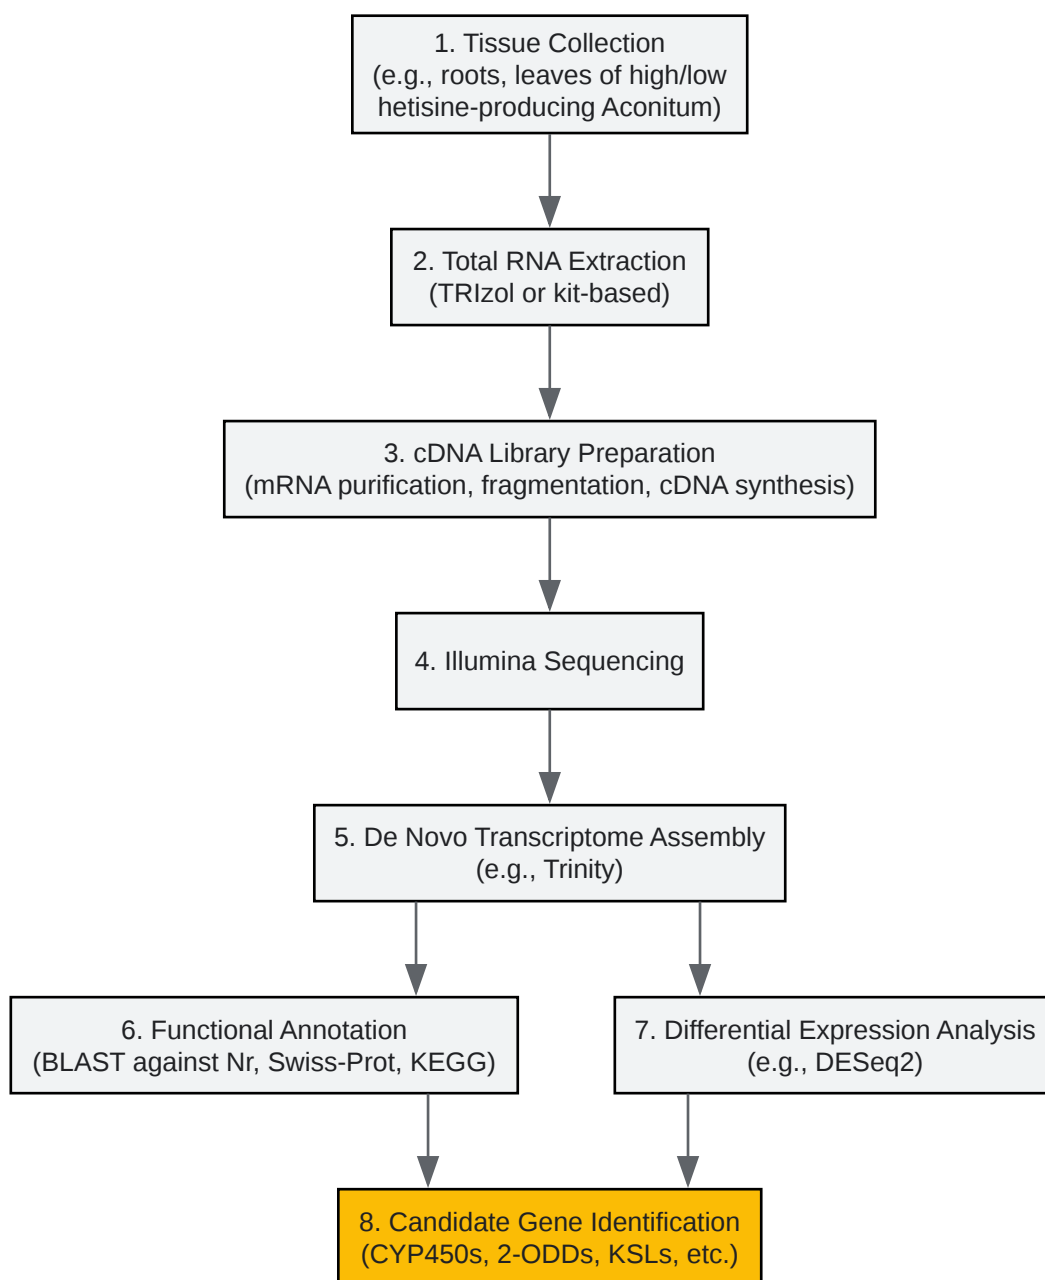 1. Tissue Collection
(e.g., roots, leaves of high/low
hetisine-producing Aconitum)
2. Total RNA Extraction
(TRIzol or kit-based)
3. cDNA Library Preparation
(mRNA purification, fragmentation, cDNA synthesis)
4. Illumina Sequencing
5. De Novo Transcriptome Assembly
(e.g., Trinity)
6. Functional Annotation
(BLAST against Nr, Swiss-Prot, KEGG)
7. Differential Expression Analysis
(e.g., DESeq2)
8. Candidate Gene Identification
(CYP450s, 2-ODDs, KSLs, etc.)